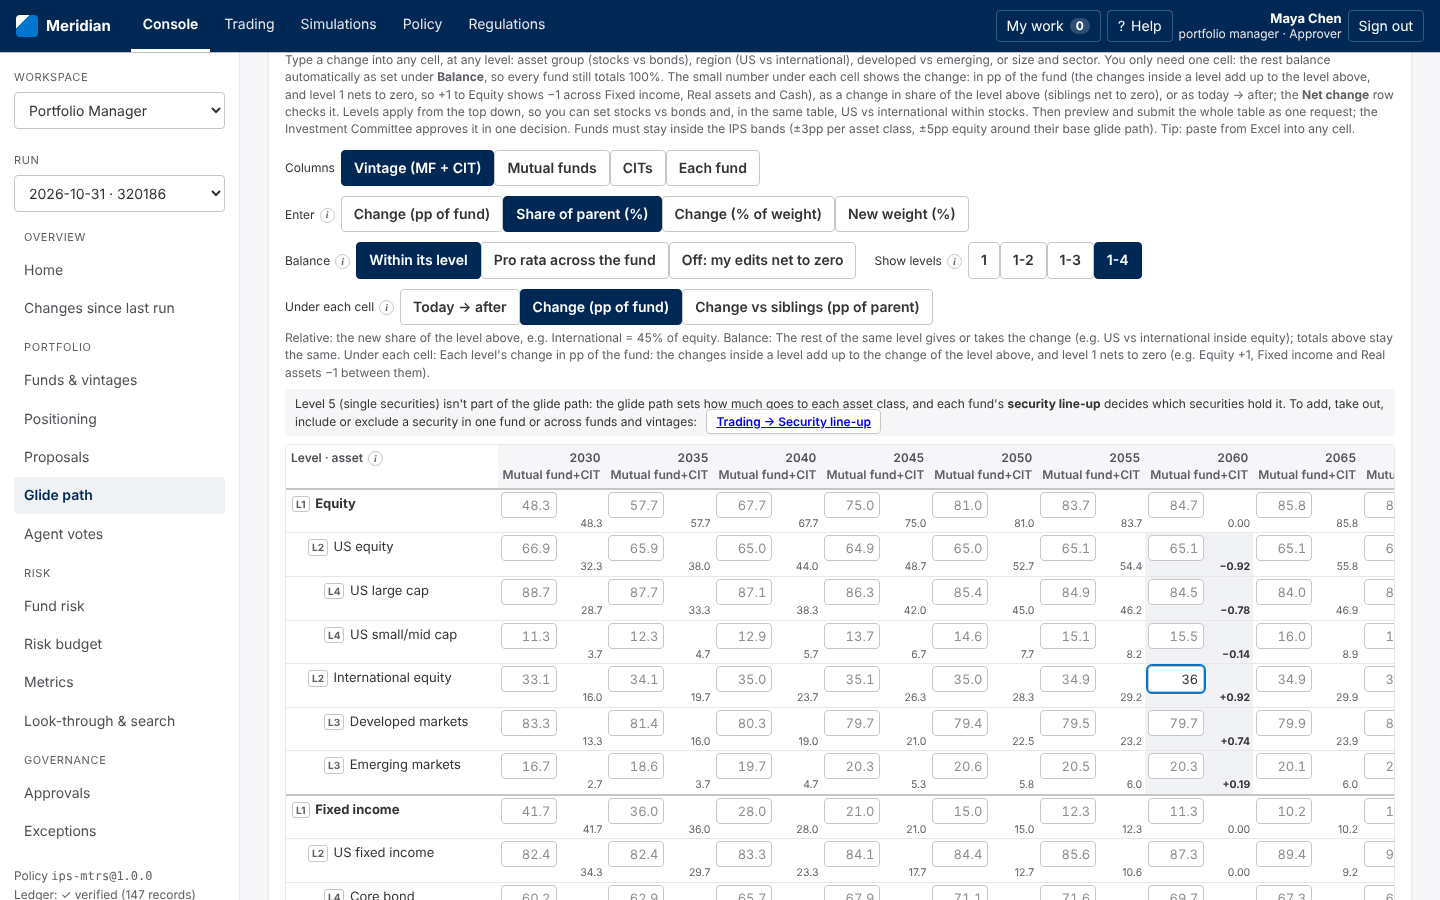 Meridian
Console
Trading
Simulations
Policy
Regulations
My work 0
? Help
Maya Chen
portfolio manager · Approver
Sign out
WORKSPACE
Portfolio Manager
RUN
2026-10-31 · 320186
OVERVIEW
Home
Changes since last run
PORTFOLIO
Funds & vintages
Positioning
Proposals
Glide path
Agent votes
RISK
Fund risk
Risk budget
Metrics
Look-through & search
GOVERNANCE
Approvals
Exceptions
Policy ips-mtrs@1.0.0
Ledger: ✓ verified (147 records)
Type a change into any cell, at any level: asset group (stocks vs bonds), region (US vs international), developed vs emerging, or size and sector. You only need one cell: the rest balance
automatically as set under Balance, so every fund still totals 100%. The small number under each cell shows the change: in pp of the fund (the changes inside a level add up to the level above,
and level 1 nets to zero, so +1 to Equity shows −1 across Fixed income, Real assets and Cash), as a change in share of the level above (siblings net to zero), or as today → after; the Net change row
checks it. Levels apply from the top down, so you can set stocks vs bonds and, in the same table, US vs international within stocks. Then preview and submit the whole table as one request; the
Investment Committee approves it in one decision. Funds must stay inside the IPS bands (±3pp per asset class, ±5pp equity around their base glide path). Tip: paste from Excel into any cell.
Columns Vintage (MF + CIT) Mutual funds CITs Each fund
Enter i Change (pp of fund) Share of parent (%) Change (% of weight) New weight (%)
Balance i Within its level Pro rata across the fund Off: my edits net to zero Show levels i 1 1-2 1-3 1-4
Under each cell i Today → after Change (pp of fund) Change vs siblings (pp of parent)
Relative: the new share of the level above, e.g. International = 45% of equity. Balance: The rest of the same level gives or takes the change (e.g. US vs international inside equity); totals above stay
the same. Under each cell: Each level's change in pp of the fund: the changes inside a level add up to the change of the level above, and level 1 nets to zero (e.g. Equity +1, Fixed income and Real
assets −1 between them).
Level 5 (single securities) isn't part of the glide path: the glide path sets how much goes to each asset class, and each fund's security line-up decides which securities hold it. To add, take out,
include or exclude a security in one fund or across funds and vintages: Trading → Security line-up
Level · asset i 2030 2035 2040 2045 2050 2055 2060 2065
Mutual fund+CIT Mutual fund+CIT Mutual fund+CIT Mutual fund+CIT Mutual fund+CIT Mutual fund+CIT Mutual fund+CIT Mutual fund+CIT Mutu
L1 Equity 48.3 57.7 67.7 75.0 81.0 83.7 84.7 85.8 8
48.3 57.7 67.7 75.0 81.0 83.7 0.00 85.8
L2 US equity 66.9 65.9 65.0 64.9 65.0 65.1 65.1 65.1 6
32.3 38.0 44.0 48.7 52.7 54.4 −0.92 55.8
L4 US large cap 88.7 87.7 87.1 86.3 85.4 84.9 84.5 84.0 8
28.7 33.3 38.3 42.0 45.0 46.2 −0.78 46.9
L4 US small/mid cap 11.3 12.3 12.9 13.7 14.6 15.1 15.5 16.0 1
3.7 4.7 5.7 6.7 7.7 8.2 −0.14 8.9
L2 International equity 33.1 34.1 35.0 35.1 35.0 34.9 36 34.9 3
16.0 19.7 23.7 26.3 28.3 29.2 +0.92 29.9
L3 Developed markets 83.3 81.4 80.3 79.7 79.4 79.5 79.7 79.9 8
13.3 16.0 19.0 21.0 22.5 23.2 +0.74 23.9
L3 Emerging markets 16.7 18.6 19.7 20.3 20.6 20.5 20.3 20.1 2
2.7 3.7 4.7 5.3 5.8 6.0 +0.19 6.0
L1 Fixed income 41.7 36.0 28.0 21.0 15.0 12.3 11.3 10.2 1
41.7 36.0 28.0 21.0 15.0 12.3 0.00 10.2
L2 US fixed income 82.4 82.4 83.3 84.1 84.4 85.6 87.3 89.4 9
34.3 29.7 23.3 17.7 12.7 10.6 0.00 9.2
L4 Core bond 60.2 62.9 65.7 67.9 71.1 71.6 69.7 67.3 6